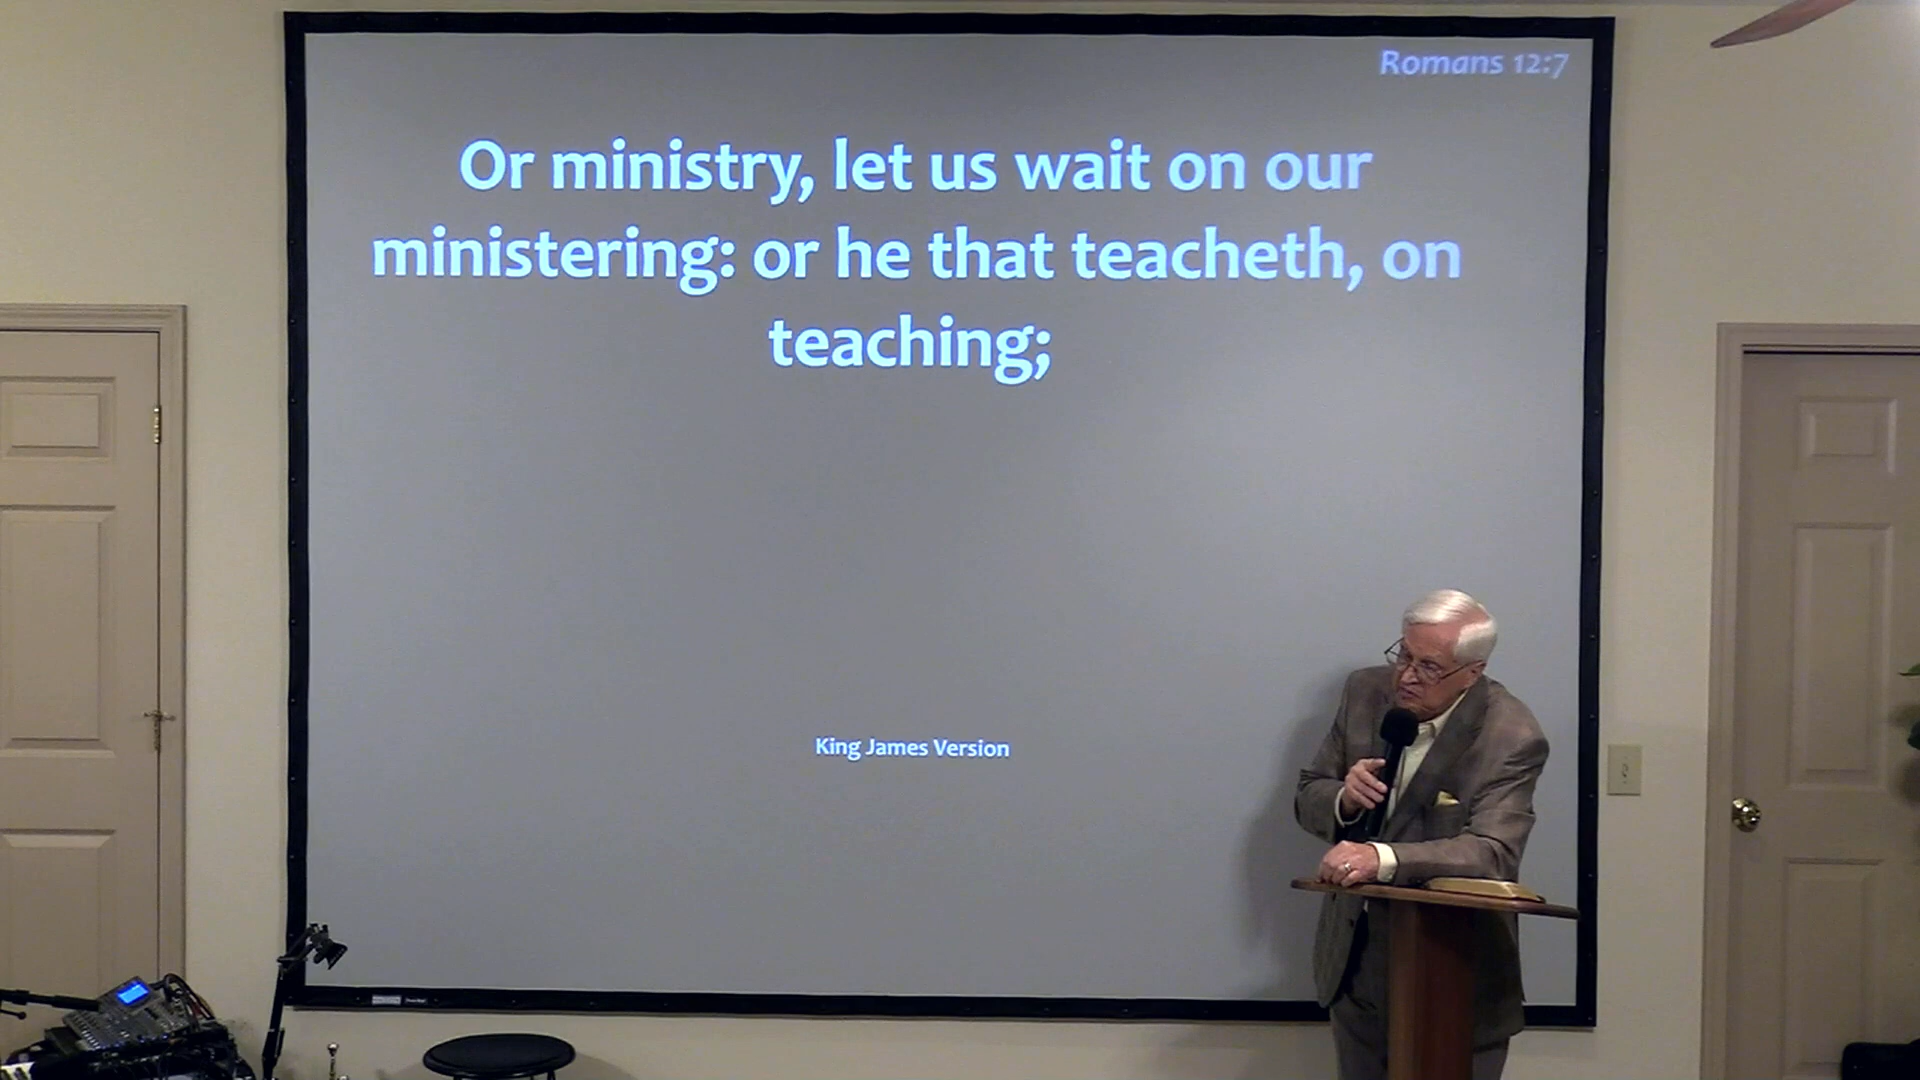 Romans 12:7
Or ministry, let us wait on our
ministering: or he that teacheth, on
teaching;
King James Version